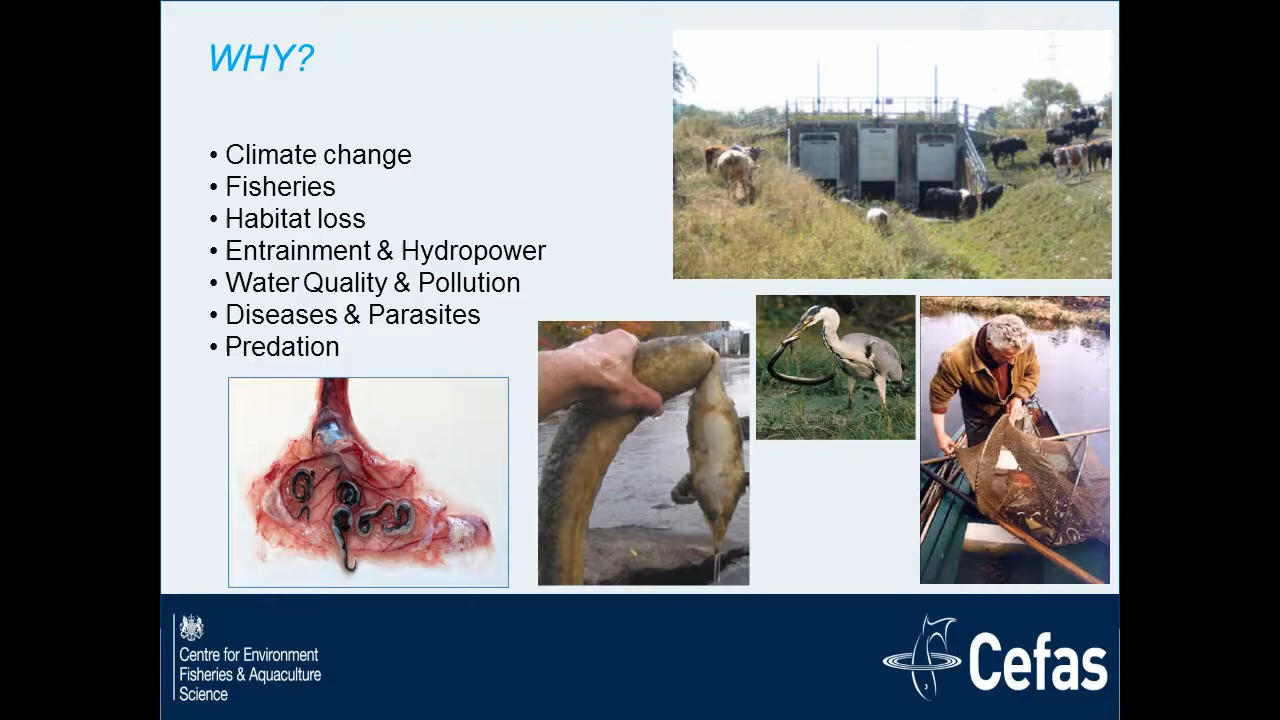 WHY?
• Climate change
• Fisheries
• Habitat loss
• Entrainment & Hydropower
• Water Quality & Pollution
• Diseases & Parasites
• Predation
Centre for Environment
Fisheries & Aquaculture
Science
Cefas